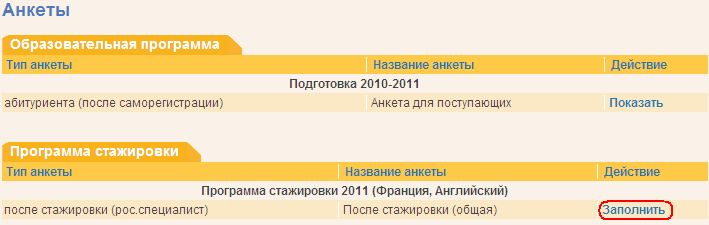 Анкеты
Образовательная программа
Тип анкеты Название анкеты Действие
Подготовка 2010-2011
абитуриента (после саморегистрации) Анкета для поступающих Показать
Программа стажировки
Тип анкеты Название анкеты Действие
Программа стажировки 2011 (Франция, Английский)
после стажировки (рос.специалист) После стажировки (общая) Заполнить